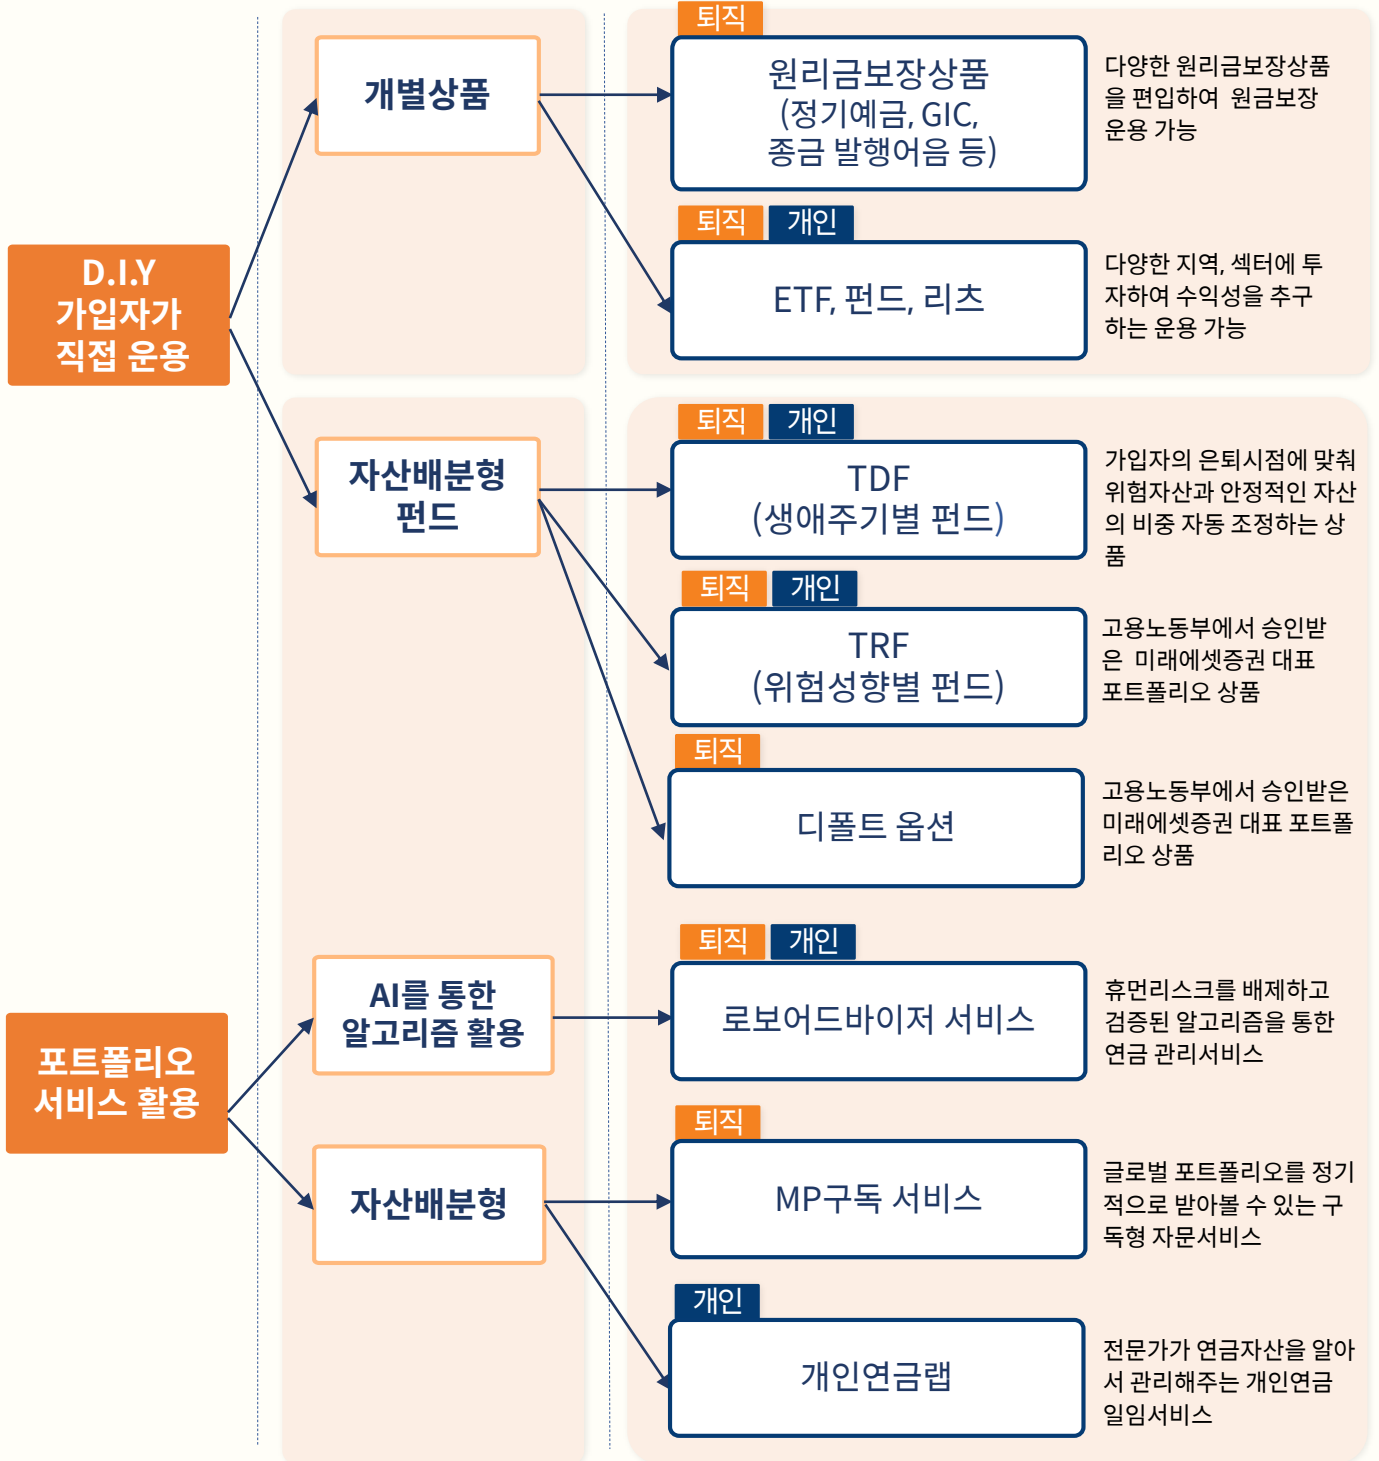 D.I.Y
가입자가
직접 운용
개별상품
퇴직
원리금보장상품
(정기예금, GIC,
종금 발행어음 등)
다양한 원리금보장상품
을 편입하여 원금보장
운용 가능
퇴직 개인
ETF, 펀드, 리츠
다양한 지역, 섹터에 투
자하여 수익성을 추구
하는 운용 가능
자산배분형
펀드
퇴직 개인
TDF
(생애주기별 펀드)
가입자의 은퇴시점에 맞춰
위험자산과 안정적인 자산
의 비중 자동 조정하는 상
품
퇴직 개인
TRF
(위험성향별 펀드)
고용노동부에서 승인받
은 미래에셋증권 대표
포트폴리오 상품
퇴직
디폴트 옵션
고용노동부에서 승인받은
미래에셋증권 대표 포트폴
리오 상품
포트폴리오
서비스 활용
AI를 통한
알고리즘 활용
퇴직 개인
로보어드바이저 서비스
휴먼리스크를 배제하고
검증된 알고리즘을 통한
연금 관리서비스
자산배분형
퇴직
MP구독 서비스
글로벌 포트폴리오를 정기
적으로 받아볼 수 있는 구
독형 자문서비스
개인
개인연금랩
전문가가 연금자산을 알아
서 관리해주는 개인연금
일임서비스